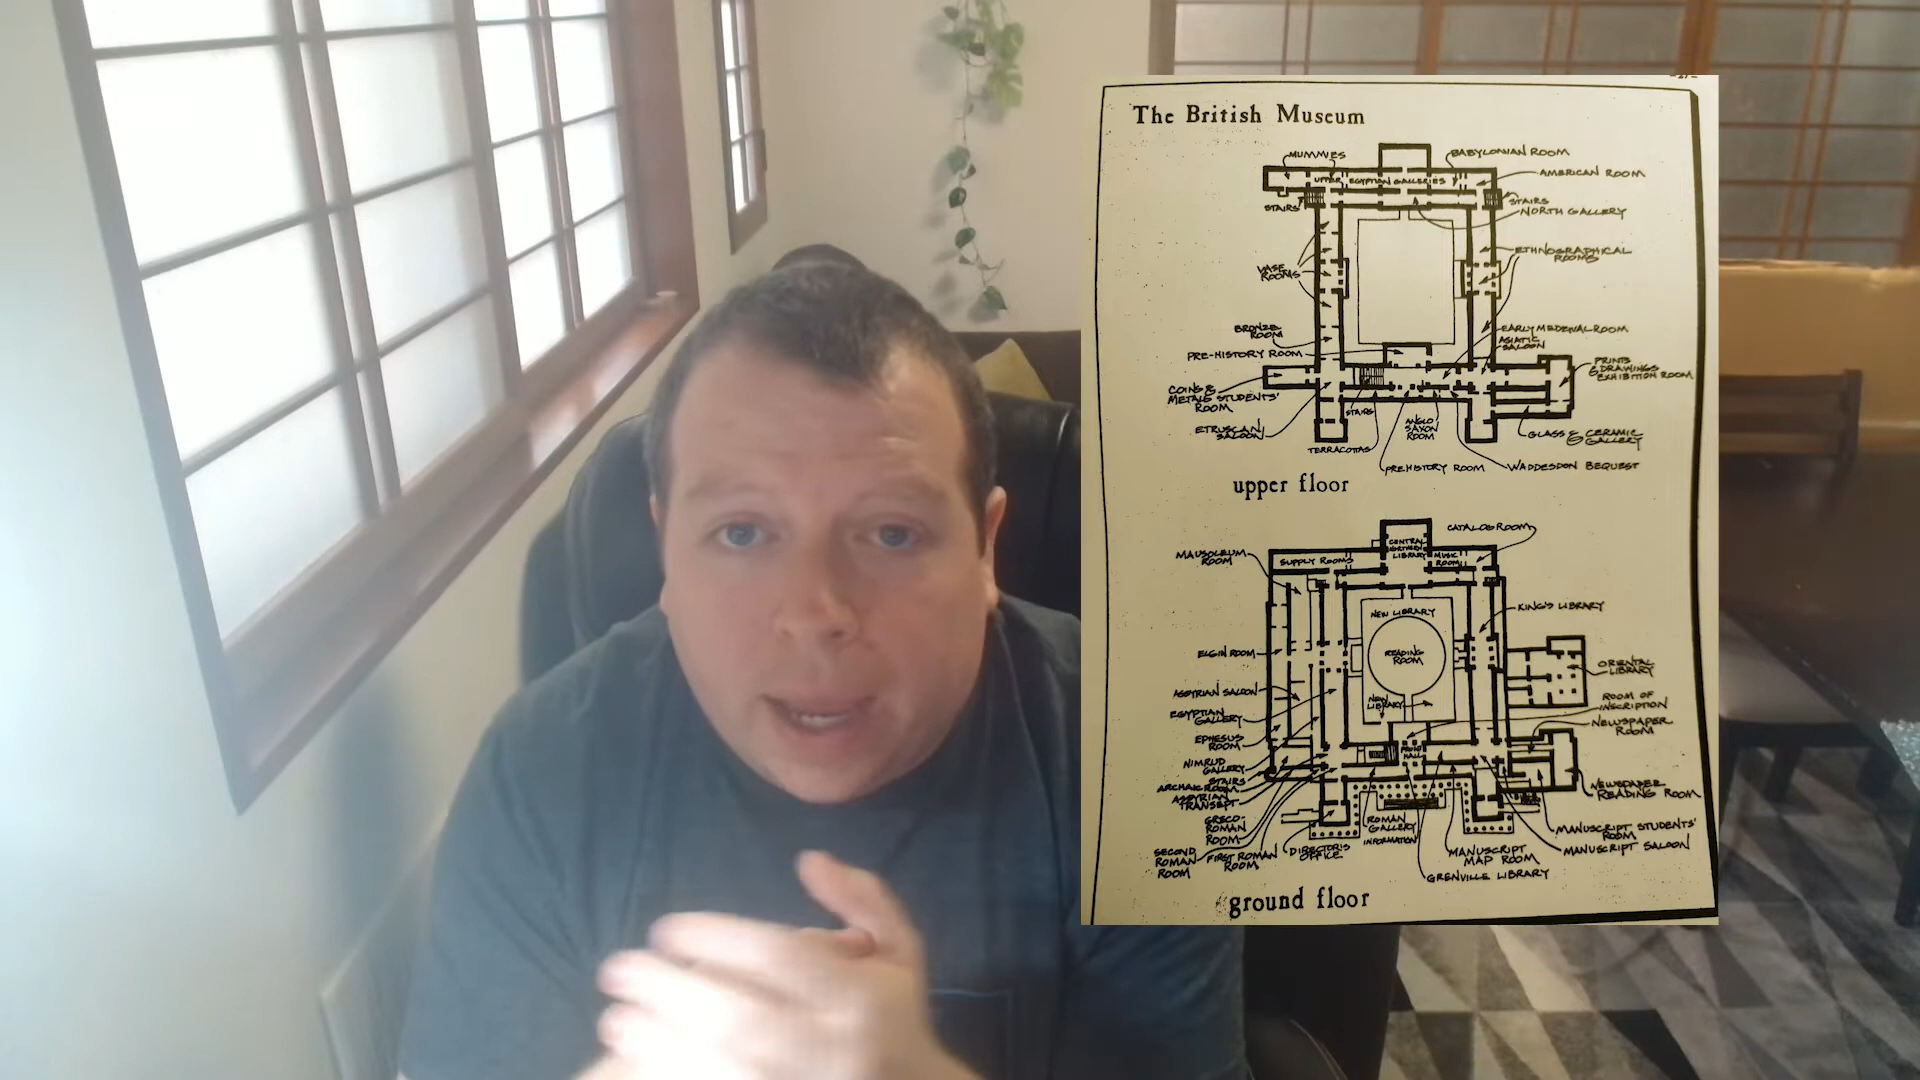 The British Museum
MUMMIES
BABYLONIAN ROOM
UPPER EGYPTIAN GALLERIES
AMERICAN ROOM
STAIRS
STAIRS
NORTH GALLERY
ETHNOGRAPHICAL
ROOMS
VASE
ROOMS
BRONZE
ROOM
EARLY MEDIEVAL ROOM
ASIATIC
SALOON
PRE-HISTORY ROOM
PRINTS
& DRAWINGS
EXHIBITION ROOM
COINS &
METALS STUDENTS'
ROOM
STAIRS
ANGLO
SAXON
ROOM
ETRUSCAN
SALOON
GLASS & CERAMIC
GALLERY
TERRACOTTAS
PREHISTORY ROOM
WADDESDON BEQUEST
upper floor
CATALOG ROOM
CENTRAL
NORTHERN
LIBRARY
MUSIC
ROOM
MAUSOLEUM
ROOM
SUPPLY ROOMS
NEW LIBRARY
KING'S LIBRARY
READING
ROOM
ELGIN ROOM
ORIENTAL
LIBRARY
ASSYRIAN SALOON
NEW
LIBRARY
ROOM OF
INSCRIPTION
EGYPTIAN
GALLERY
NEWSPAPER
ROOM
EPHESUS
ROOM
FRONT
HALL
NIMRUD
GALLERY
STAIRS
ARCHAIC ROOM
ASSYRIAN
TRANSEPT
NEWSPAPER
READING ROOM
GRECO-
ROMAN
ROOM
ROMAN
GALLERY
INFORMATION
MANUSCRIPT STUDENTS'
ROOM
MANUSCRIPT SALOON
SECOND
ROMAN
ROOM
FIRST ROMAN
ROOM
DIRECTOR'S
OFFICE
MANUSCRIPT
MAP ROOM
GRENVILLE LIBRARY
ground floor